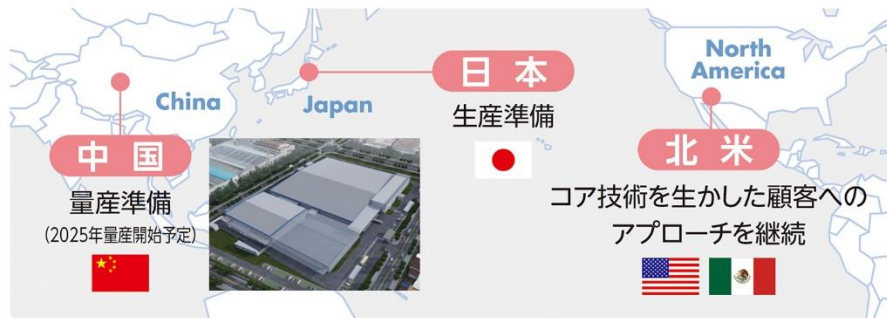 North
America
日本
China
Japan
生産準備
中国
北米
量産準備
(2025年量産開始予定)
コア技術を生かした顧客への
アプローチを継続